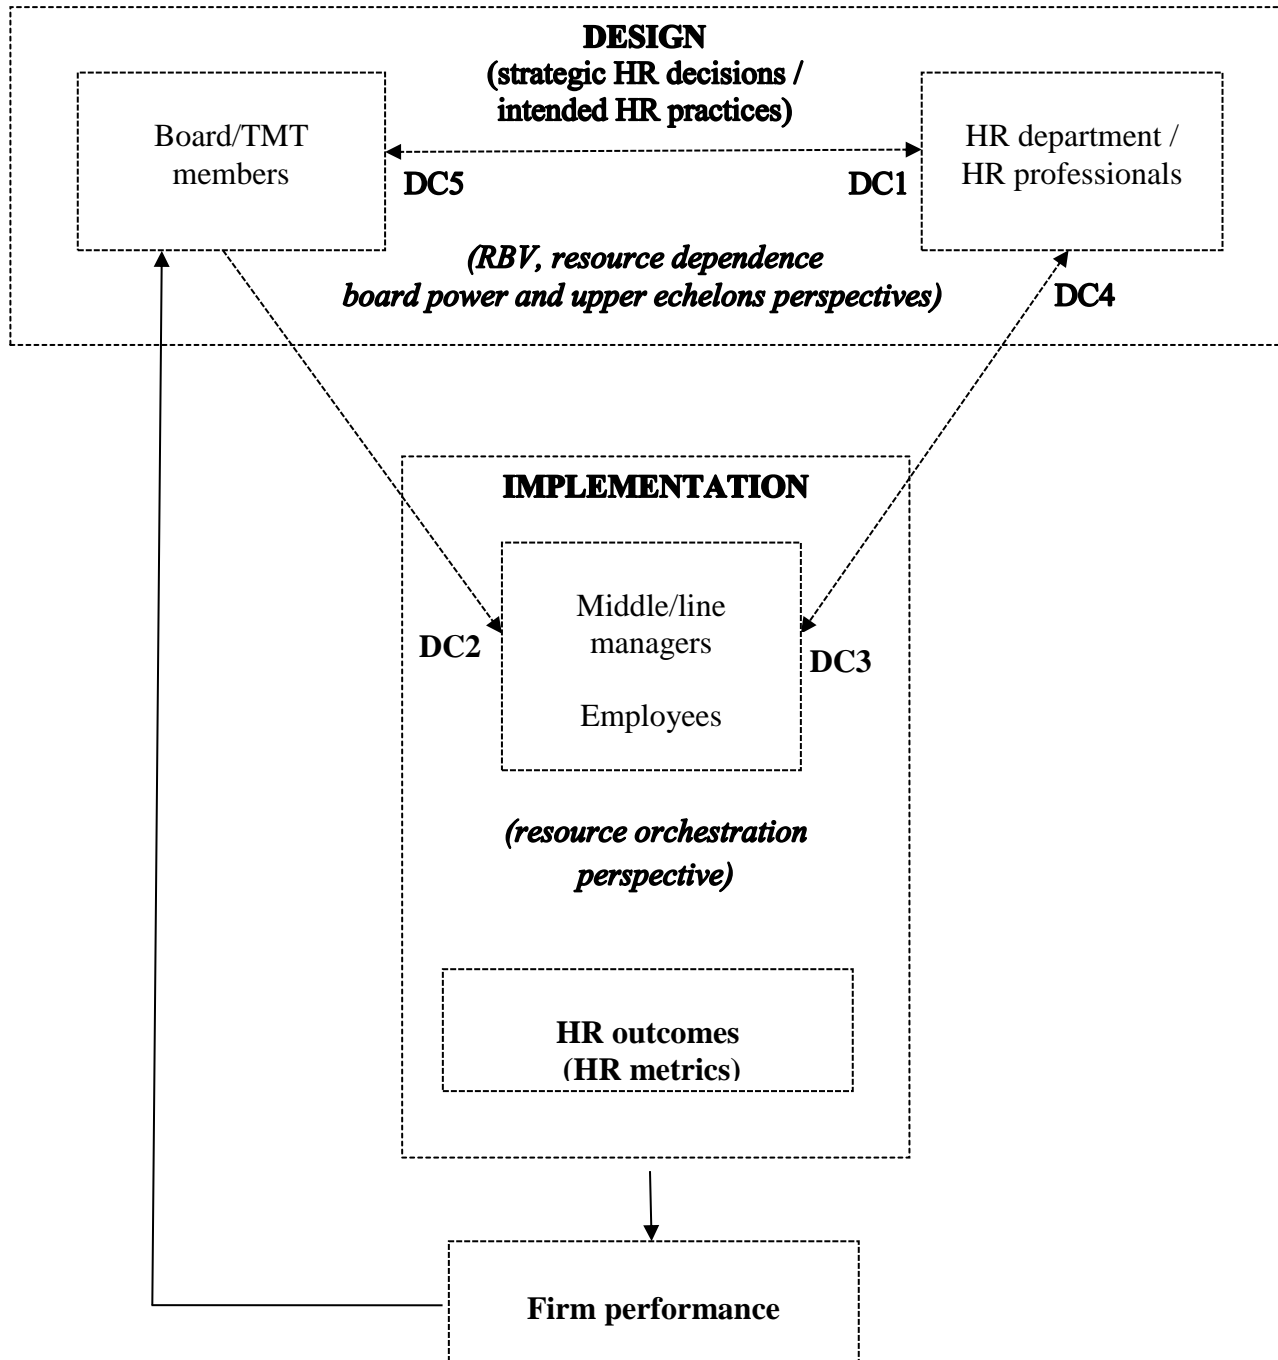 DESIGN
(strategic HR decisions /
intended HR practices)
Board/TMT
members
HR department /
HR professionals
DC5
DC1
(RBV, resource dependence
board power and upper echelons perspectives)
DC4
IMPLEMENTATION
Middle/line
managers
Employees
DC2
DC3
(resource orchestration
perspective)
HR outcomes
(HR metrics)
Firm performance